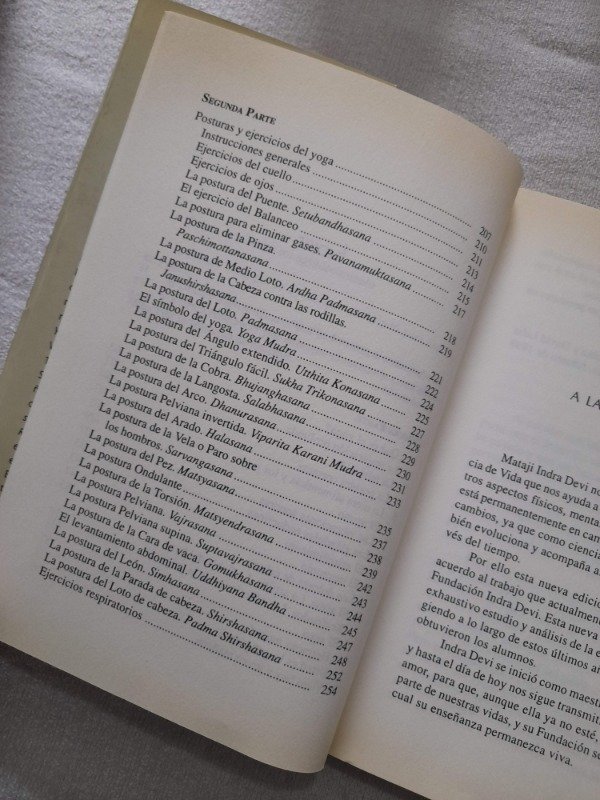 SEGUNDA PARTE
Posturas y ejercicios del yoga ........ 207
Instrucciones generales ........ 210
Ejercicios del cuello ........ 211
Ejercicios de ojos ........ 213
La postura del Puente. Setubandhasana ........ 214
El ejercicio del Balanceo ........ 215
La postura para eliminar gases. Pavanamuktasana ........ 217
La postura de la Pinza.
Paschimottanasana ........ 218
La postura de Medio Loto. Ardha Padmasana ........ 219
La postura de la Cabeza contra las rodillas.
Janushirshasana ........ 221
La postura del Loto. Padmasana ........ 222
El símbolo del yoga. Yoga Mudra ........ 224
La postura del Ángulo extendido. Utthita Konasana ........ 225
La postura del Triángulo fácil. Sukha Trikonasana ........ 227
La postura de la Cobra. Bhujanghasana ........ 228
La postura de la Langosta. Salabhasana ........ 229
La postura del Arco. Dhanurasana ........ 230
La postura Pelviana invertida. Viparita Karani Mudra ........ 231
La postura del Arado. Halasana ........ 233
La postura de la Vela o Paro sobre
los hombros. Sarvangasana ........ 235
La postura del Pez. Matsyasana ........ 237
La postura Ondulante ........ 238
La postura de la Torsión. Matsyendrasana ........ 239
La postura Pelviana. Vajrasana ........ 242
La postura Pelviana supina. Suptavajrasana ........ 243
La postura de la Cara de vaca. Gomukhasana ........ 244
El levantamiento abdominal. Uddhiyana Bandha ........ 245
La postura del León. Simhasana ........ 247
La postura de la Parada de cabeza. Shirshasana ........ 248
La postura del Loto de cabeza. Padma Shirshasana ........ 252
Ejercicios respiratorios ........ 254
A LA
Mataji Indra Devi no
cia de Vida que nos ayuda a
tros aspectos físicos, menta
está permanentemente en cam
cambios, ya que como cienci
bién evoluciona y acompaña a
vés del tiempo.
Por ello esta nueva edici
acuerdo al trabajo que actualmen
Fundación Indra Devi. Esta nueva
exhaustivo estudio y análisis de la e
giendo a lo largo de estos últimos añ
obtuvieron los alumnos.
Indra Devi se inició como maest
amor, para que, aunque ella ya no esté,
y hasta el día de hoy nos sigue transmit
parte de nuestras vidas, y su Fundación se
cual su enseñanza permanezca viva.